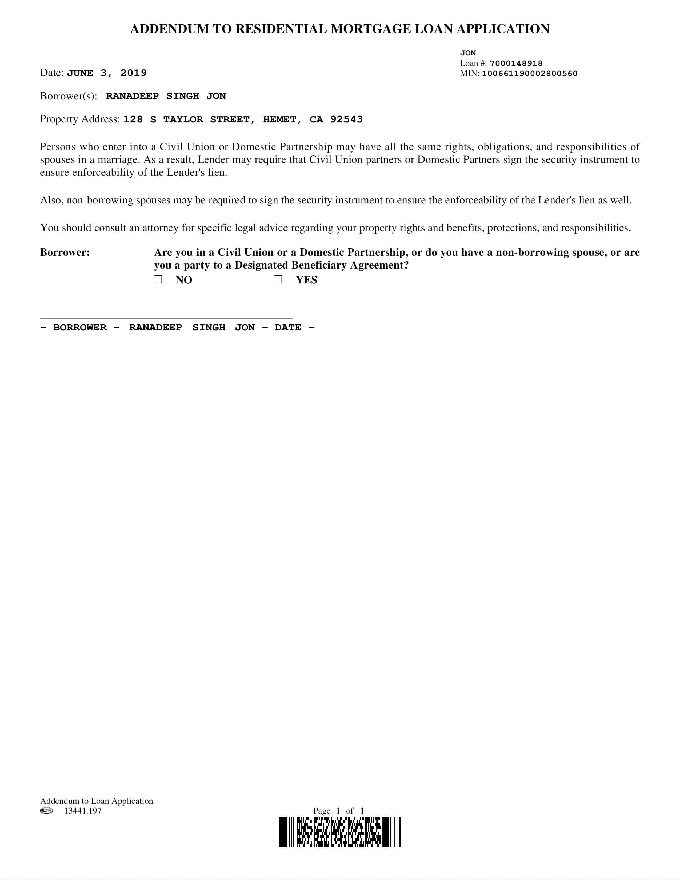 ADDENDUM TO RESIDENTIAL MORTGAGE LOAN APPLICATION
JON
Loan #: 7000148918
MIN: 100661190002800560
Date: JUNE 3, 2019
Borrower(s): RANADEEP SINGH JON
Property Address: 128 S TAYLOR STREET, HEMET, CA 92543
Persons who enter into a Civil Union or Domestic Partnership may have all the same rights, obligations, and responsibilities of
spouses in a marriage. As a result, Lender may require that Civil Union partners or Domestic Partners sign the security instrument to
ensure enforceability of the Lender's lien.
Also, non-borrowing spouses may be required to sign the security instrument to ensure the enforceability of the Lender's lien as well.
You should consult an attorney for specific legal advice regarding your property rights and benefits, protections, and responsibilities.
Borrower: Are you in a Civil Union or a Domestic Partnership, or do you have a non-borrowing spouse, or are
you a party to a Designated Beneficiary Agreement?
☐ NO ☐ YES
- BORROWER - RANADEEP SINGH JON - DATE -
Addendum to Loan Application
13441.197
Page 1 of 1